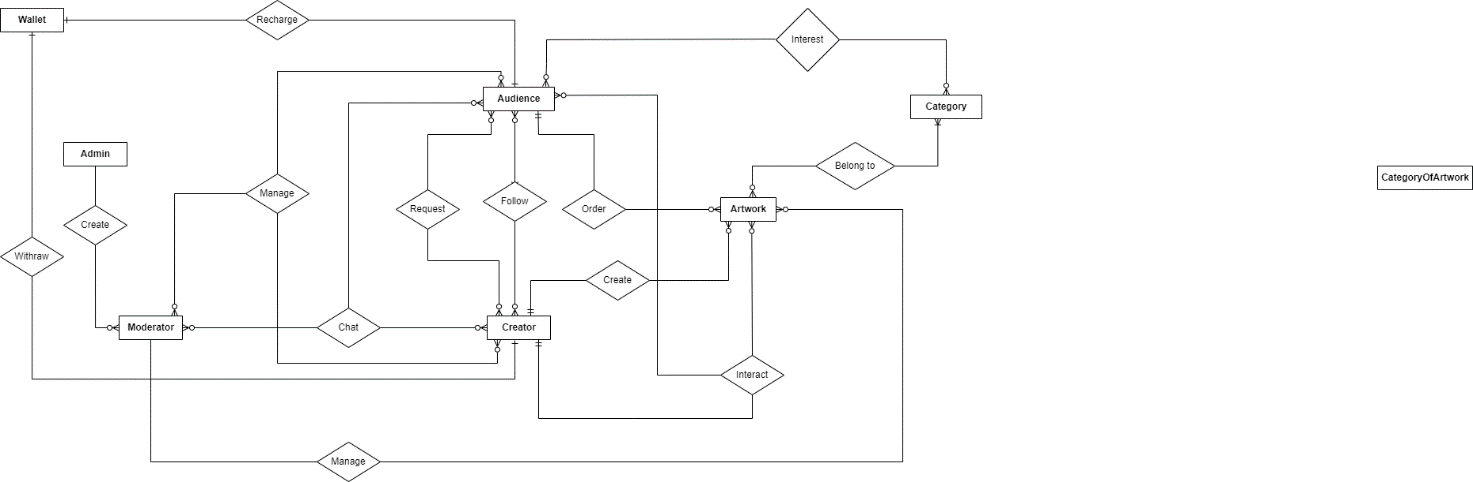 Wallet
Recharge
Interest
Audience
Category
Admin
Belong to
CategoryOfArtwork
Manage
Follow
Request
Order
Artwork
Create
Withraw
Create
Moderator
Chat
Creator
Interact
Manage